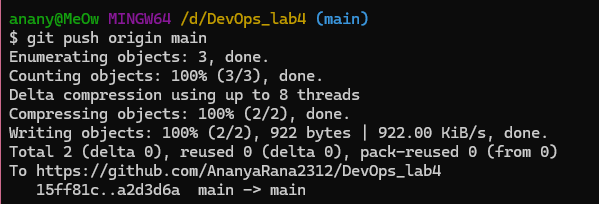 anany@MeOw MINGW64 /d/DevOps_lab4 (main)
$ git push origin main
Enumerating objects: 3, done.
Counting objects: 100% (3/3), done.
Delta compression using up to 8 threads
Compressing objects: 100% (2/2), done.
Writing objects: 100% (2/2), 922 bytes | 922.00 KiB/s, done.
Total 2 (delta 0), reused 0 (delta 0), pack-reused 0 (from 0)
To https://github.com/AnanyaRana2312/DevOps_lab4
   15ff81c..a2d3d6a  main -> main